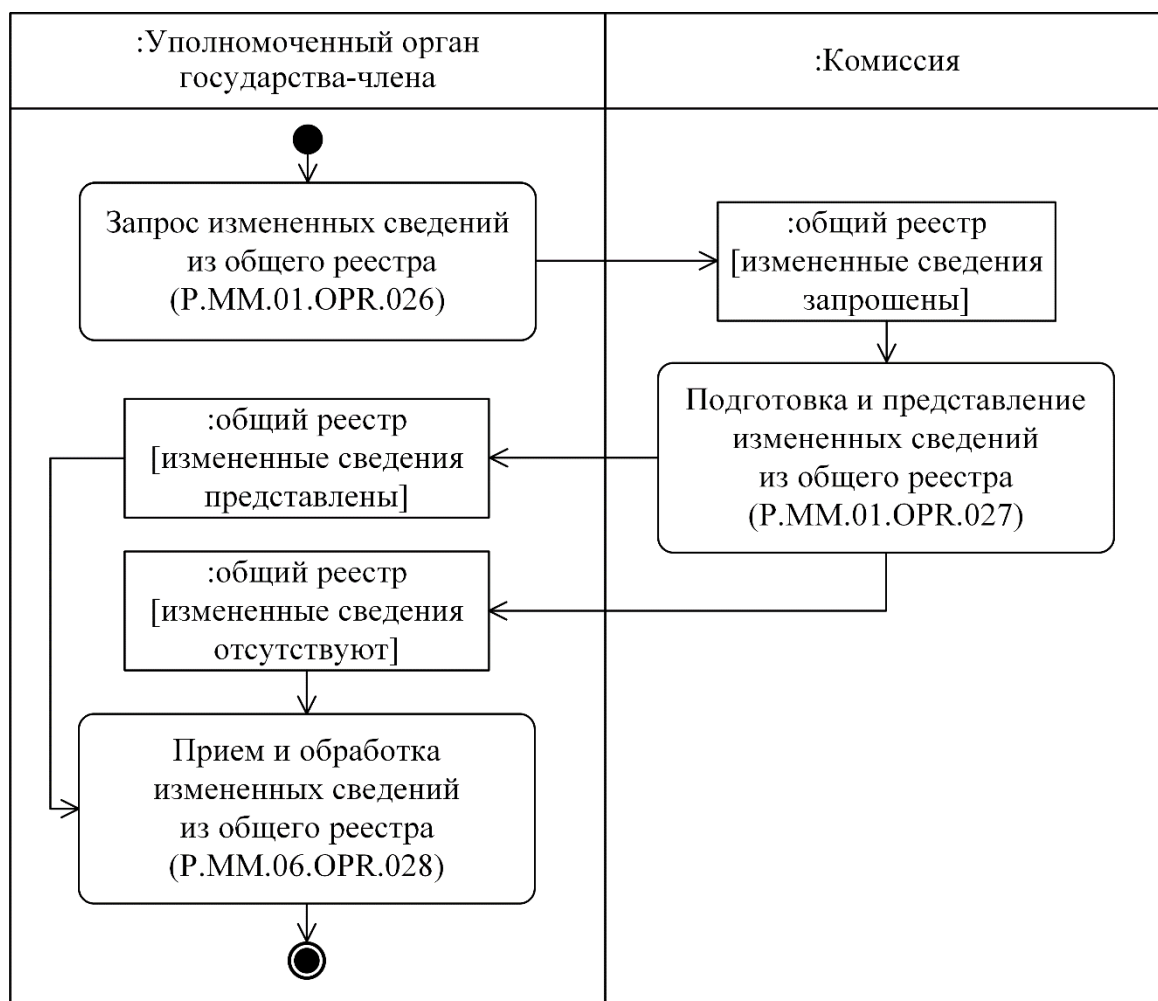 :Уполномоченный орган
государства-члена
:Комиссия
Запрос измененных сведений
из общего реестра
(P.MM.01.OPR.026)
:общий реестр
[измененные сведения
запрошены]
Подготовка и представление
измененных сведений
из общего реестра
(P.MM.01.OPR.027)
:общий реестр
[измененные сведения
представлены]
:общий реестр
[измененные сведения
отсутствуют]
Прием и обработка
измененных сведений
из общего реестра
(P.MM.06.OPR.028)